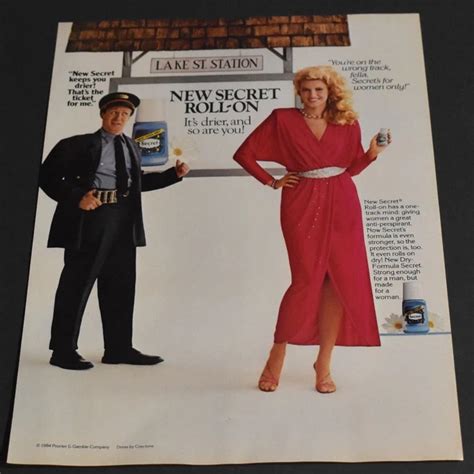 LAKE ST. STATION
"New Secret
keeps you
drier!
That's the
ticket
for me."
NEW SECRET
ROLL-ON
It's drier, and
so are you!
"You're on the
wrong track,
fella.
Secret's for
women only!"
Secret
New Secret®
Roll-on has a one-
track mind: giving
women a great
anti-perspirant.
Now Secret's
formula is even
stronger, so the
protection is, too.
It even rolls on
dry! New Dry-
Formula Secret.
Strong enough
for a man, but
made for
a woman.
© 1984 Procter & Gamble Company